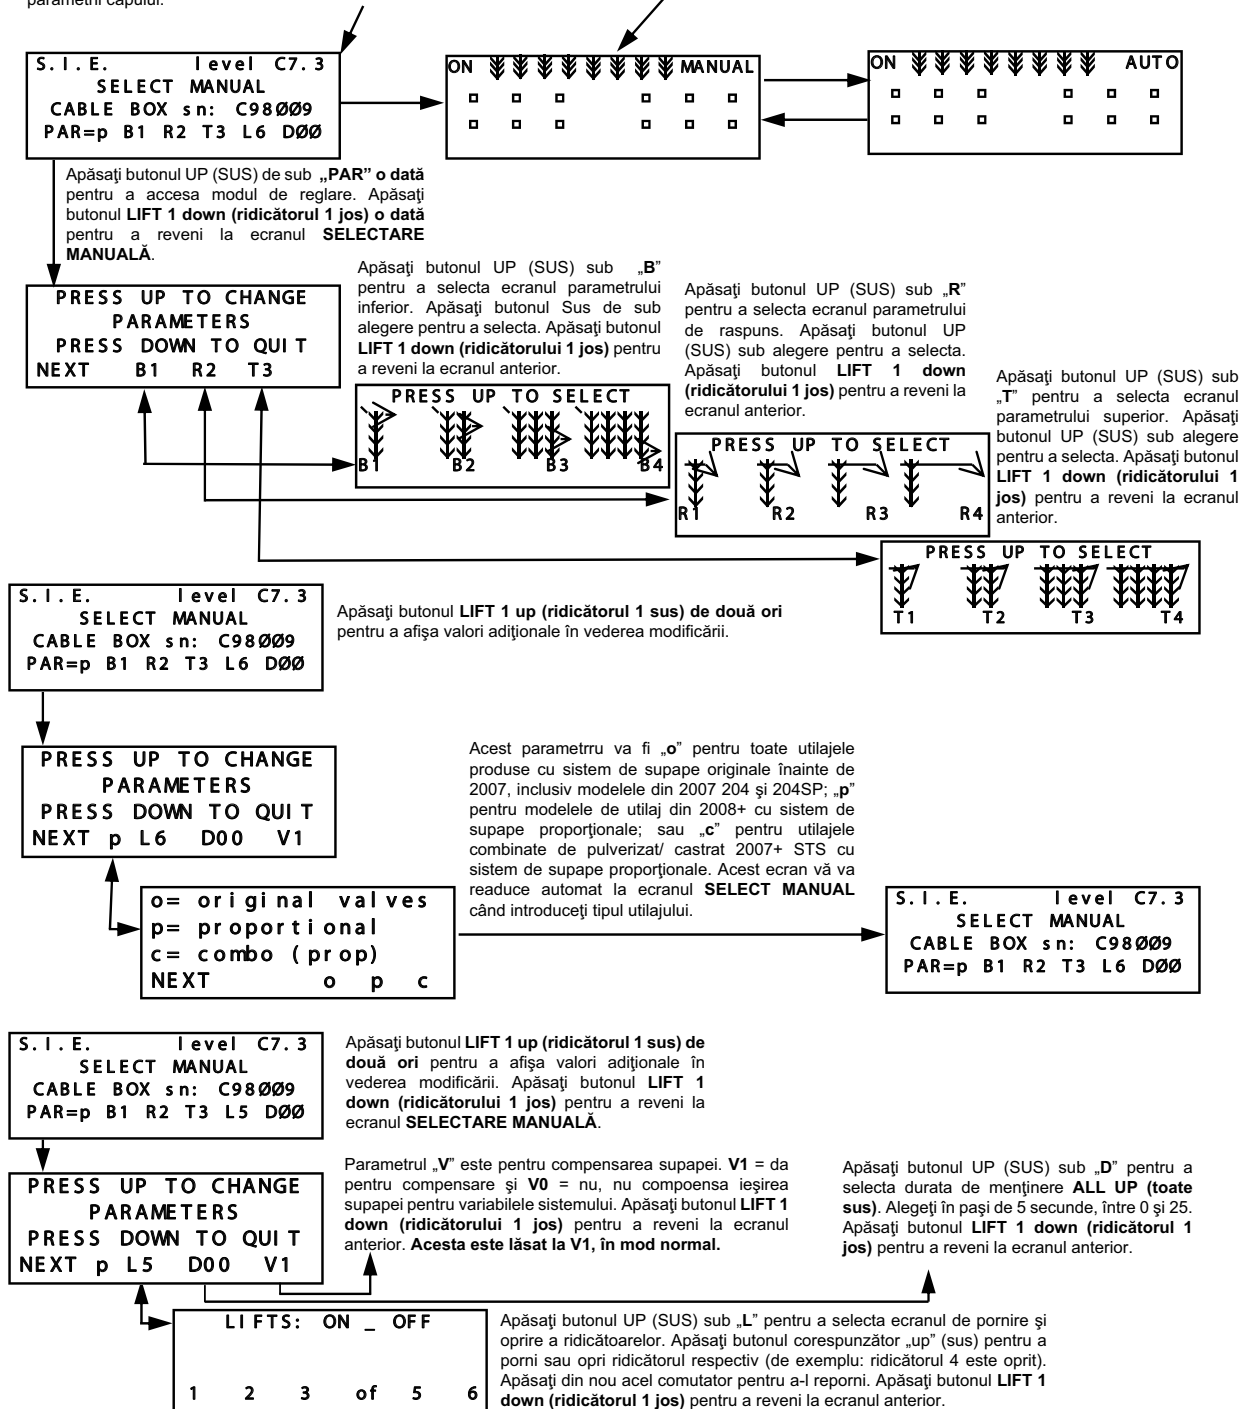 parametrii capului.
S.I.E. level C7.3
SELECT MANUAL
CABLE BOX sn: C98ØØ9
PAR=p B1 R2 T3 L6 DØØ
ON MANUAL
ON AUTO
Apăsaţi butonul UP (SUS) de sub „PAR” o dată
pentru a accesa modul de reglare. Apăsaţi
butonul LIFT 1 down (ridicătorul 1 jos) o dată
pentru a reveni la ecranul SELECTARE
MANUALĂ.
PRESS UP TO CHANGE
PARAMETERS
PRESS DOWN TO QUIT
NEXT B1 R2 T3
Apăsaţi butonul UP (SUS) sub „B”
pentru a selecta ecranul parametrului
inferior. Apăsaţi butonul Sus de sub
alegere pentru a selecta. Apăsaţi butonul
LIFT 1 down (ridicătorului 1 jos) pentru
a reveni la ecranul anterior.
PRESS UP TO SELECT
B1 B2 B3 B4
Apăsaţi butonul UP (SUS) sub „R”
pentru a selecta ecranul parametrului
de raspuns. Apăsaţi butonul UP
(SUS) sub alegere pentru a selecta.
Apăsaţi butonul LIFT 1 down
(ridicătorului 1 jos) pentru a reveni la
ecranul anterior.
PRESS UP TO SELECT
R1 R2 R3 R4
Apăsaţi butonul UP (SUS) sub
„T” pentru a selecta ecranul
parametrului superior. Apăsaţi
butonul UP (SUS) sub alegere
pentru a selecta. Apăsaţi butonul
LIFT 1 down (ridicătorului 1
jos) pentru a reveni la ecranul
anterior.
PRESS UP TO SELECT
T1 T2 T3 T4
S.I.E. level C7.3
SELECT MANUAL
CABLE BOX sn: C98ØØ9
PAR=p B1 R2 T3 L6 DØØ
Apăsaţi butonul LIFT 1 up (ridicătorul 1 sus) de două ori
pentru a afişa valori adiţionale în vederea modificării.
PRESS UP TO CHANGE
PARAMETERS
PRESS DOWN TO QUIT
NEXT p L6 D00 V1
Acest parametrru va fi „o” pentru toate utilajele
produse cu sistem de supape originale înainte de
2007, inclusiv modelele din 2007 204 şi 204SP; „p”
pentru modelele de utilaj din 2008+ cu sistem de
supape proporţionale; sau „c” pentru utilajele
combinate de pulverizat/ castrat 2007+ STS cu
sistem de supape proporţionale. Acest ecran vă va
readuce automat la ecranul SELECT MANUAL
când introduceţi tipul utilajului.
o= original valves
p= proportional
c= combo (prop)
NEXT o p c
S.I.E. level C7.3
SELECT MANUAL
CABLE BOX sn: C98ØØ9
PAR=p B1 R2 T3 L6 DØØ
S.I.E. level C7.3
SELECT MANUAL
CABLE BOX sn: C98ØØ9
PAR=p B1 R2 T3 L5 DØØ
Apăsaţi butonul LIFT 1 up (ridicătorul 1 sus) de
două ori pentru a afişa valori adiţionale în
vederea modificării. Apăsaţi butonul LIFT 1
down (ridicătorului 1 jos) pentru a reveni la
ecranul SELECTARE MANUALĂ.
PRESS UP TO CHANGE
PARAMETERS
PRESS DOWN TO QUIT
NEXT p L5 D00 V1
Parametrul „V” este pentru compensarea supapei. V1 = da
pentru compensare şi V0 = nu, nu compoensa ieşirea
supapei pentru variabilele sistemului. Apăsaţi butonul LIFT 1
down (ridicătorului 1 jos) pentru a reveni la ecranul
anterior. Acesta este lăsat la V1, în mod normal.
Apăsaţi butonul UP (SUS) sub „D” pentru a
selecta durata de menţinere ALL UP (toate
sus). Alegeţi în paşi de 5 secunde, între 0 şi 25.
Apăsaţi butonul LIFT 1 down (ridicătorul 1
jos) pentru a reveni la ecranul anterior.
LIFTS: ON _ OFF
1 2 3 of 5 6
Apăsaţi butonul UP (SUS) sub „L” pentru a selecta ecranul de pornire şi
oprire a ridicătoarelor. Apăsaţi butonul corespunzător „up” (sus) pentru a
porni sau opri ridicătorul respectiv (de exemplu: ridicătorul 4 este oprit).
Apăsaţi din nou acel comutator pentru a-l reporni. Apăsaţi butonul LIFT 1
down (ridicătorul 1 jos) pentru a reveni la ecranul anterior.